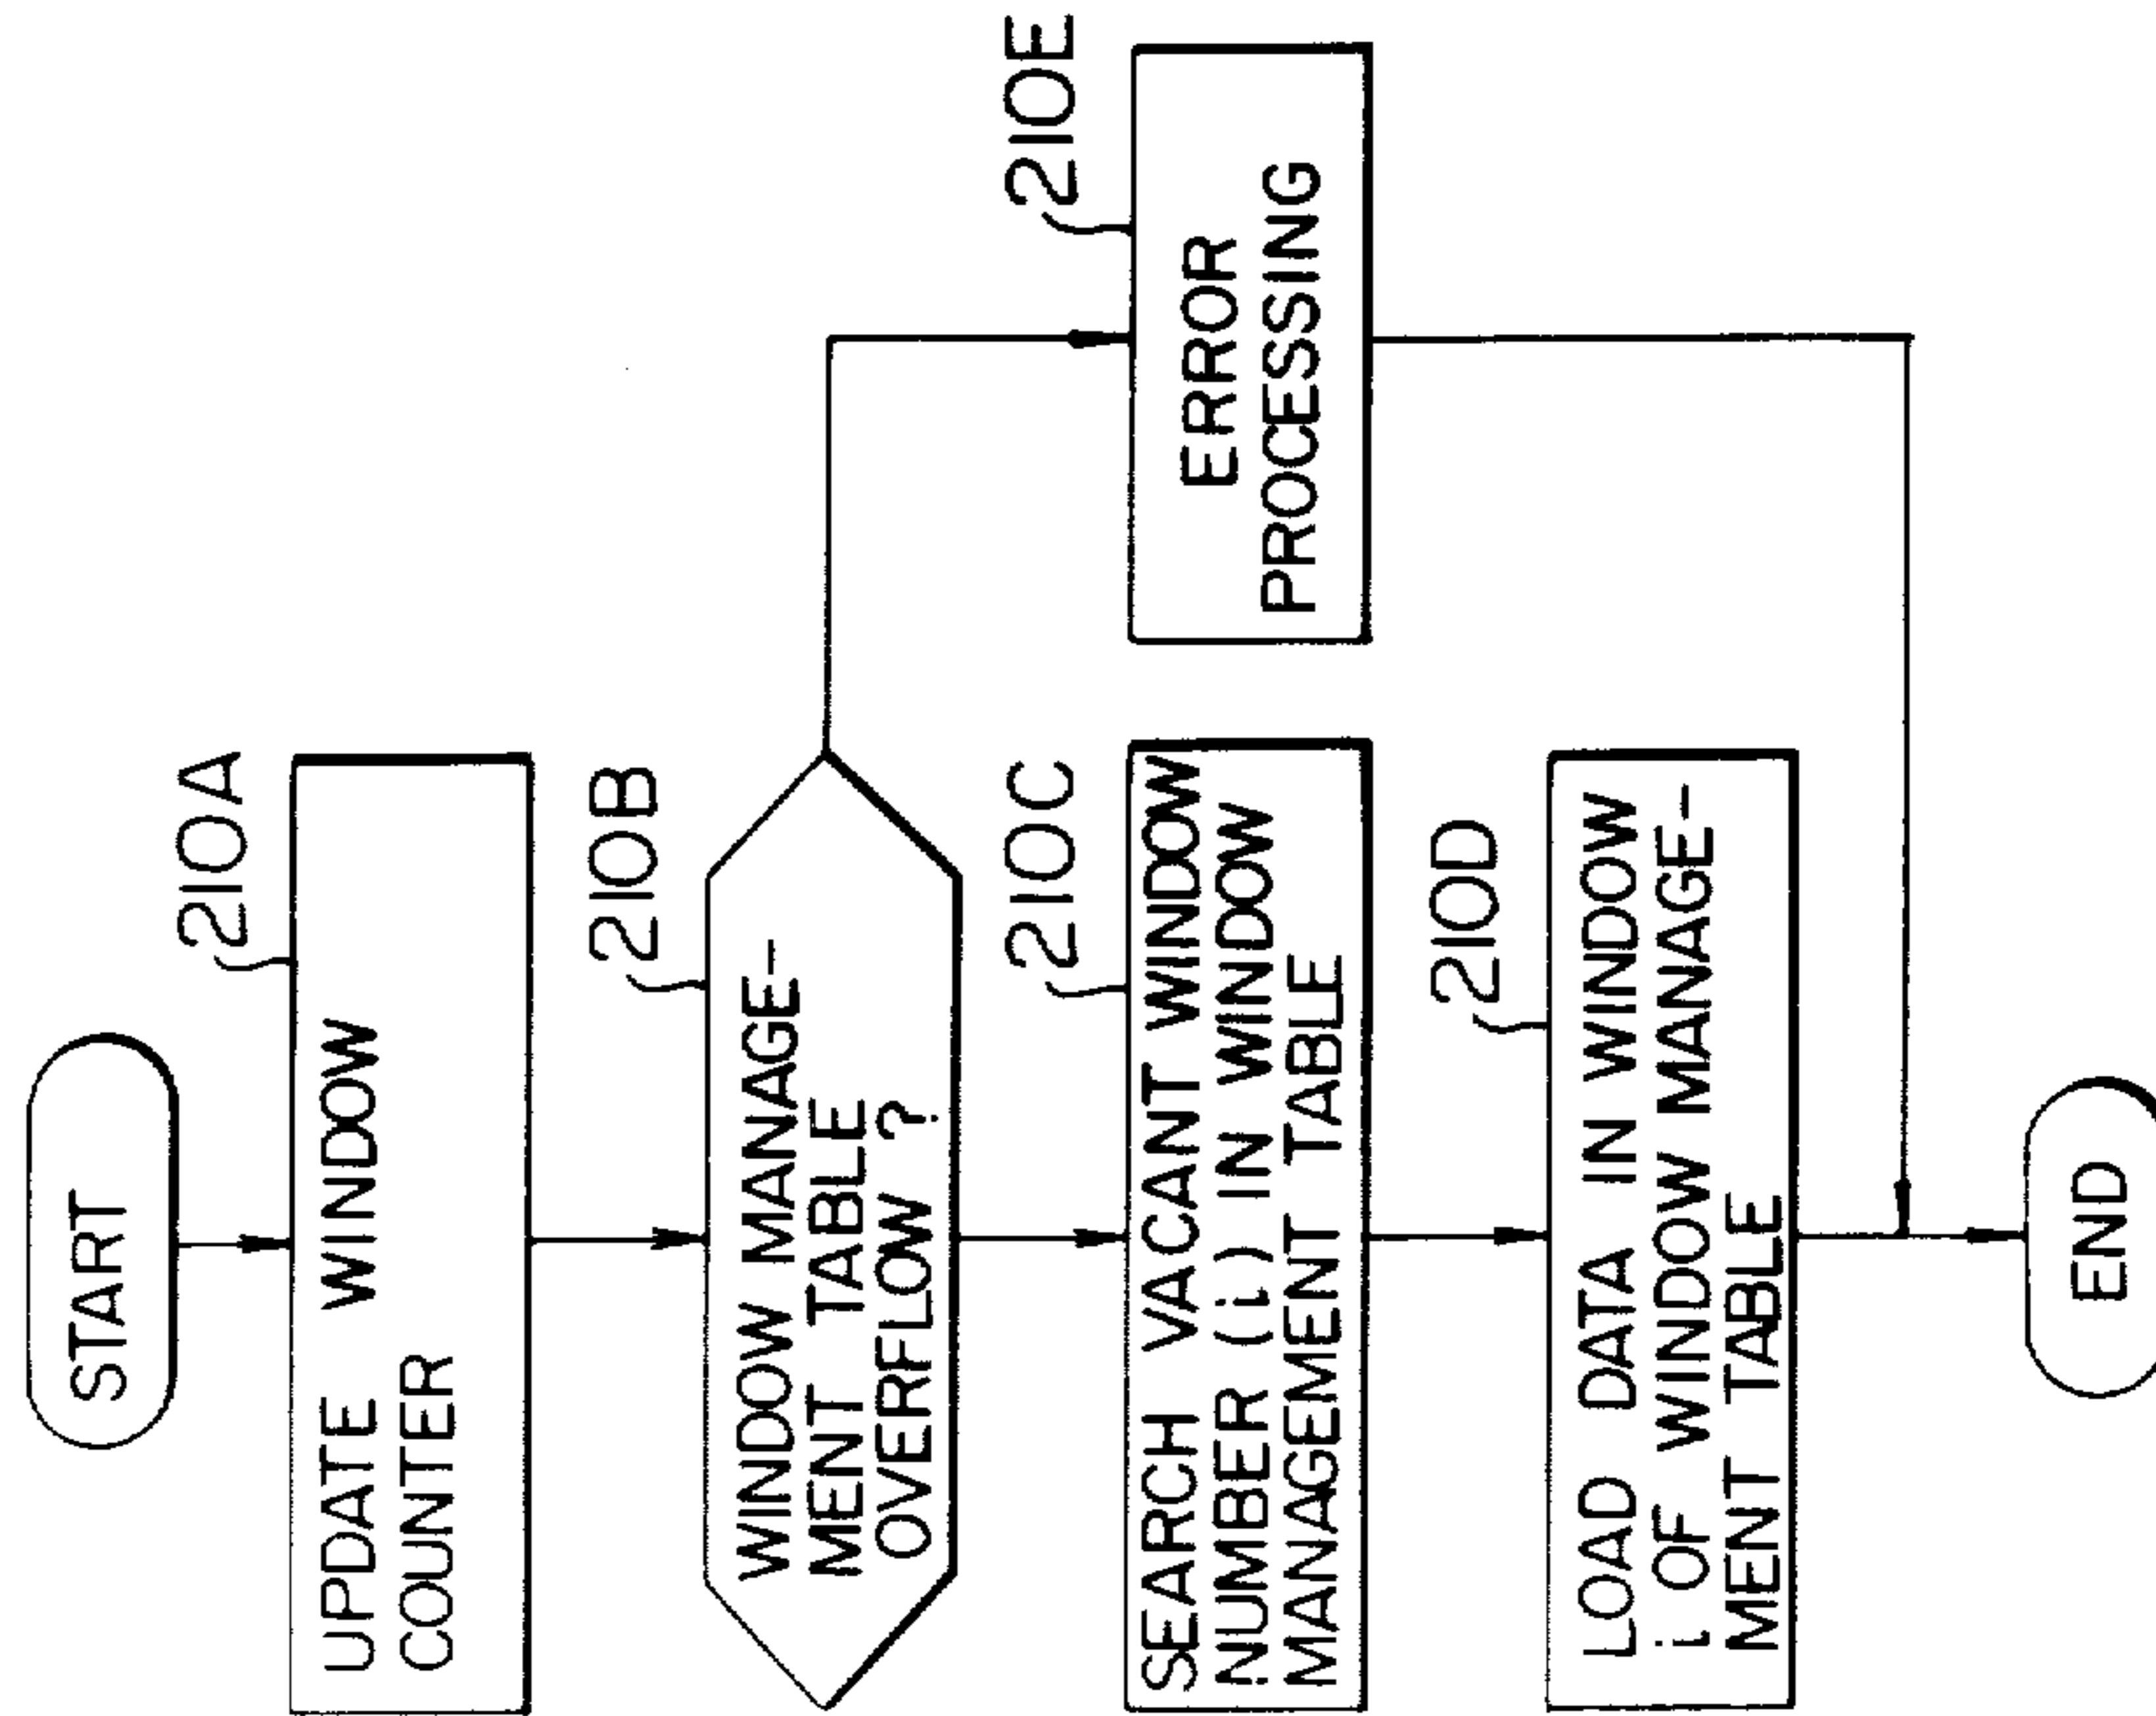 START
210A
UPDATE WINDOW
COUNTER
210B
WINDOW MANAGE-
MENT TABLE
OVERFLOW ?
210C
SEARCH VACANT WINDOW
NUMBER (i) IN WINDOW
MANAGEMENT TABLE
210E
ERROR
PROCESSING
210D
LOAD DATA IN WINDOW
i OF WINDOW MANAGE-
MENT TABLE
END